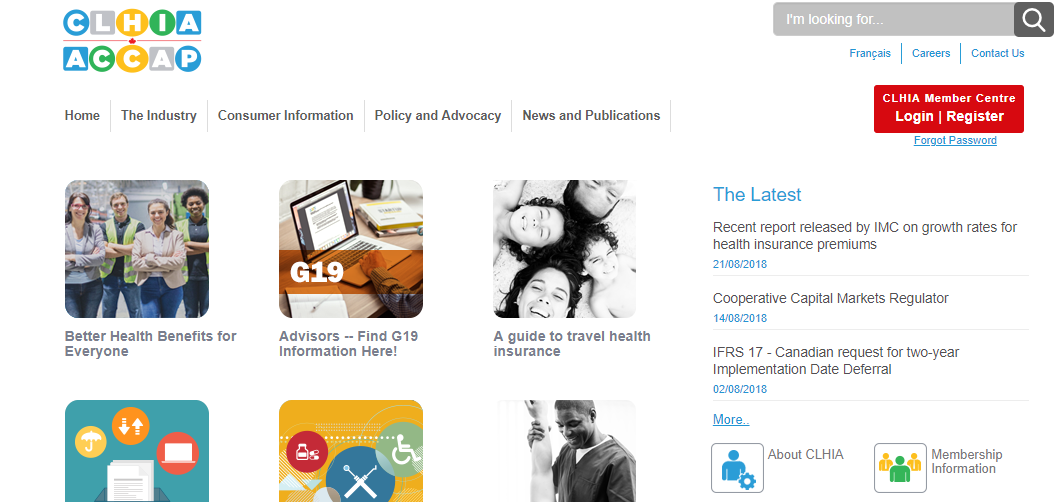 CLHIA
ACCAP
I'm looking for...
Français
Careers
Contact Us
CLHIA Member Centre
Login | Register
Forgot Password
Home
The Industry
Consumer Information
Policy and Advocacy
News and Publications
G19
Better Health Benefits for
Everyone
Advisors -- Find G19
Information Here!
A guide to travel health
insurance
The Latest
Recent report released by IMC on growth rates for
health insurance premiums
21/08/2018
Cooperative Capital Markets Regulator
14/08/2018
IFRS 17 - Canadian request for two-year
Implementation Date Deferral
02/08/2018
More..
About CLHIA
Membership
Information